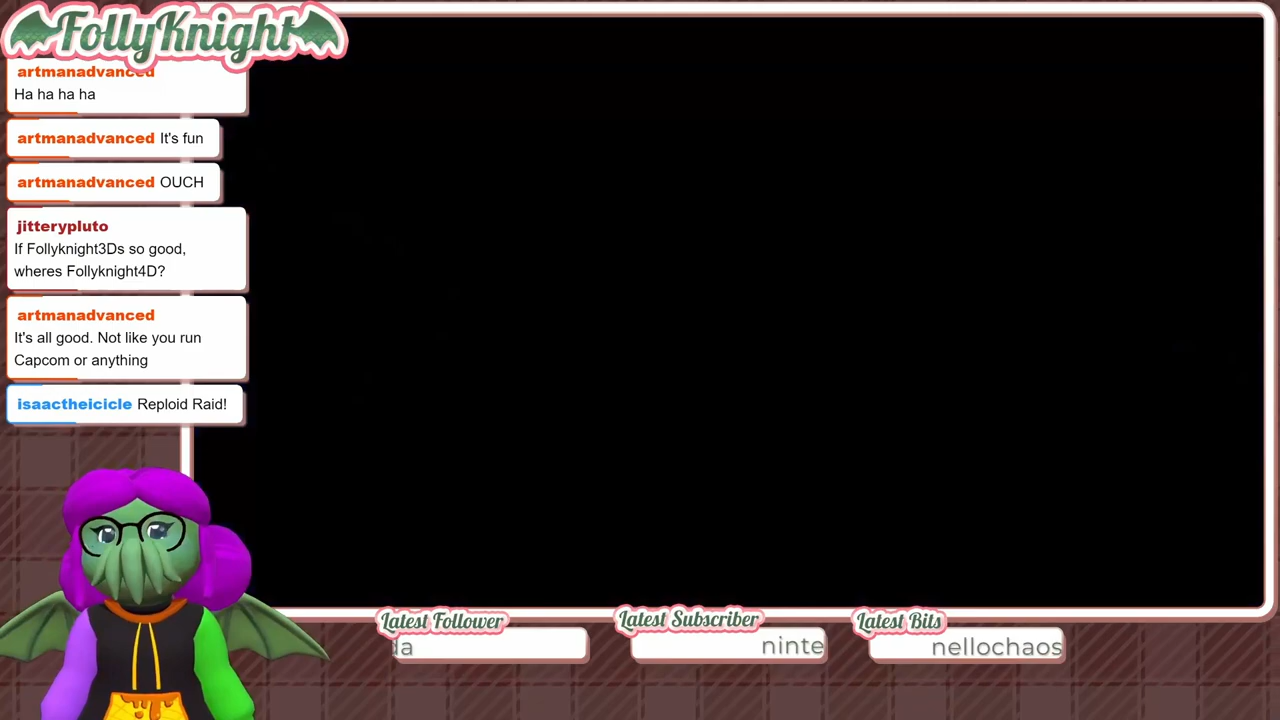 FollyKnight
artmanadvanced
Ha ha ha ha
artmanadvanced It's fun
artmanadvanced OUCH
jitterypluto
If Follyknight3Ds so good,
wheres Follyknight4D?
artmanadvanced
It's all good. Not like you run
Capcom or anything
isaactheicicle Reploid Raid!
Latest Follower
da
Latest Subscriber
ninte
Latest Bits
nellochaos